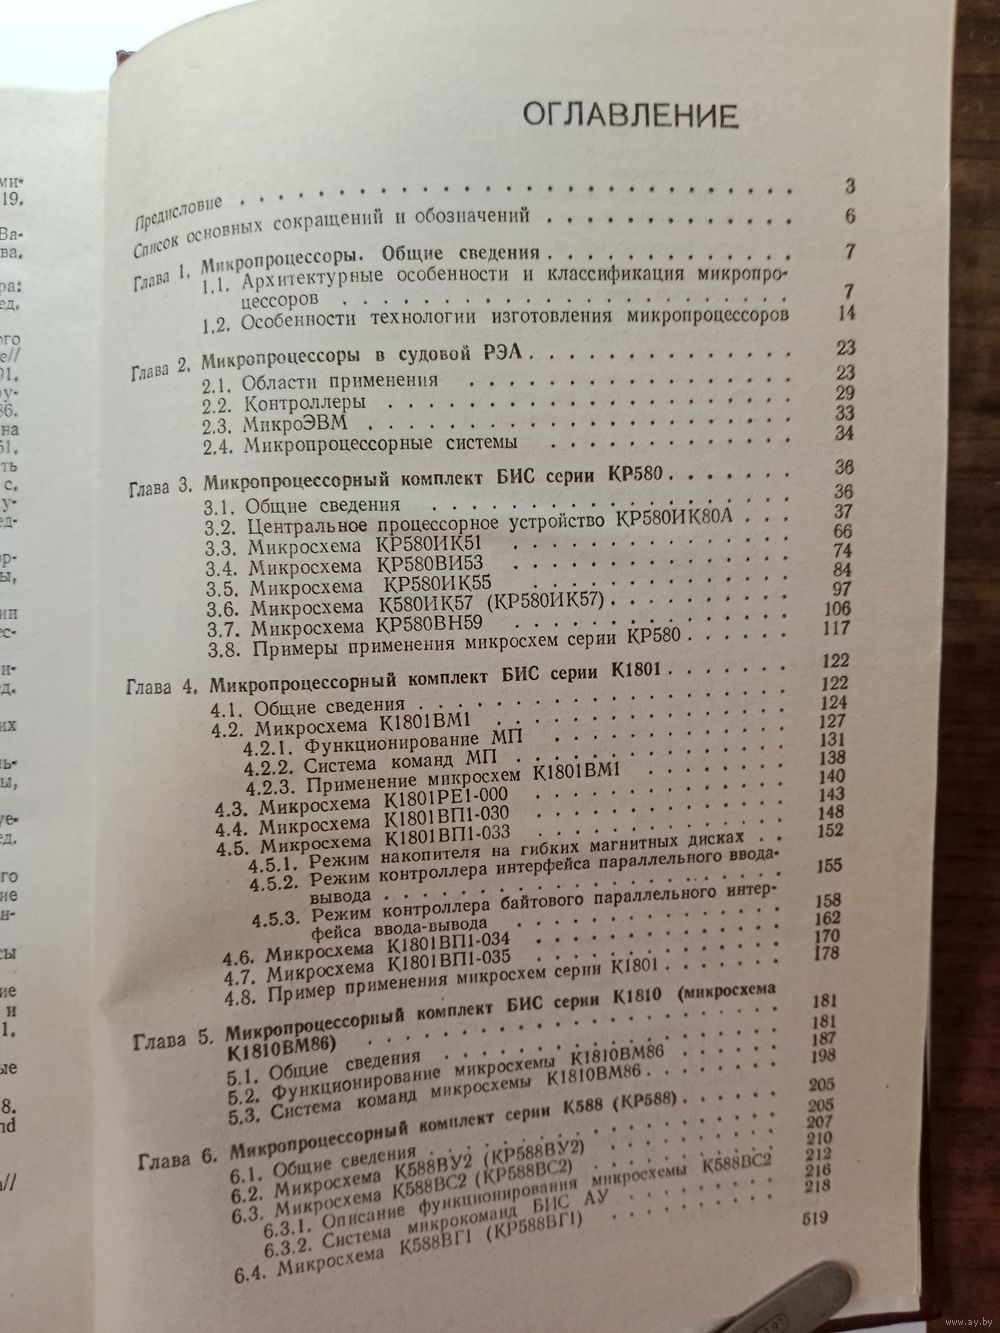 ОГЛАВЛЕНИЕ
Предисловие . . . . . . . . . . . . . . . . . . . . . . . . . . 3
Список основных сокращений и обозначений . . . . . . . . . . . . 6
Глава 1. Микропроцессоры. Общие сведения . . . . . . . . . . . . 7
1.1. Архитектурные особенности и классификация микропро-
цессоров . . . . . . . . . . . . . . . . . . . . . 7
1.2. Особенности технологии изготовления микропроцессоров 14
Глава 2. Микропроцессоры в судовой РЭА . . . . . . . . . . . . . 23
2.1. Области применения . . . . . . . . . . . . . . . 23
2.2. Контроллеры . . . . . . . . . . . . . . . . . . . 29
2.3. МикроЭВМ . . . . . . . . . . . . . . . . . . . . 33
2.4. Микропроцессорные системы . . . . . . . . . . . . 34
Глава 3. Микропроцессорный комплект БИС серии КР580 . . . . . . 36
3.1. Общие сведения . . . . . . . . . . . . . . . . . 36
3.2. Центральное процессорное устройство КР580ИК80А . . . 37
3.3. Микросхема КР580ИК51 . . . . . . . . . . . . . 66
3.4. Микросхема КР580ВИ53 . . . . . . . . . . . . . 74
3.5. Микросхема КР580ИК55 . . . . . . . . . . . . . 84
3.6. Микросхема К580ИК57 (КР580ИК57) . . . . . . . . . 97
3.7. Микросхема КР580ВН59 . . . . . . . . . . . . . 106
3.8. Примеры применения микросхем серии КР580 . . . . . . 117
Глава 4. Микропроцессорный комплект БИС серии К1801 . . . . . . . 122
4.1. Общие сведения . . . . . . . . . . . . . . . . . 122
4.2. Микросхема К1801ВМ1 . . . . . . . . . . . . . . 124
4.2.1. Функционирование МП . . . . . . . . . . . . 127
4.2.2. Система команд МП . . . . . . . . . . . . . 131
4.2.3. Применение микросхем К1801ВМ1 . . . . . . . 138
4.3. Микросхема К1801РЕ1-000 . . . . . . . . . . . . 140
4.4. Микросхема К1801ВП1-030 . . . . . . . . . . . . 143
4.5. Микросхема К1801ВП1-033 . . . . . . . . . . . . 148
4.5.1. Режим накопителя на гибких магнитных дисках . . 152
4.5.2. Режим контроллера интерфейса параллельного ввода-
вывода . . . . . . . . . . . . . . . . . . . 155
4.5.3. Режим контроллера байтового параллельного интер-
фейса ввода-вывода . . . . . . . . . . . . . 158
4.6. Микросхема К1801ВП1-034 . . . . . . . . . . . . 162
4.7. Микросхема К1801ВП1-035 . . . . . . . . . . . . 170
4.8. Пример применения микросхем серии К1801 . . . . . . 178
Глава 5. Микропроцессорный комплект БИС серии К1810 (микросхема
К1810ВМ86) . . . . . . . . . . . . . . . . . . . 181
5.1. Общие сведения . . . . . . . . . . . . . . . . 181
5.2. Функционирование микросхемы К1810ВМ86 . . . . . . 187
5.3. Система команд микросхемы К1810ВМ86 . . . . . . . 198
Глава 6. Микропроцессорный комплект серии К588 (КР588) . . . . . . 205
6.1. Общие сведения . . . . . . . . . . . . . . . . 205
6.2. Микросхема К588ВУ2 (КР588ВУ2) . . . . . . . . . 207
6.3. Микросхема К588ВС2 (КР588ВС2) . . . . . . . . . 210
6.3.1. Описание функционирования микросхемы К588ВС2 212
6.3.2. Система микрокоманд БИС АУ . . . . . . . . 216
6.4. Микросхема К588ВГ1 (КР588ВГ1) . . . . . . . . . 218
519
www.ay.by